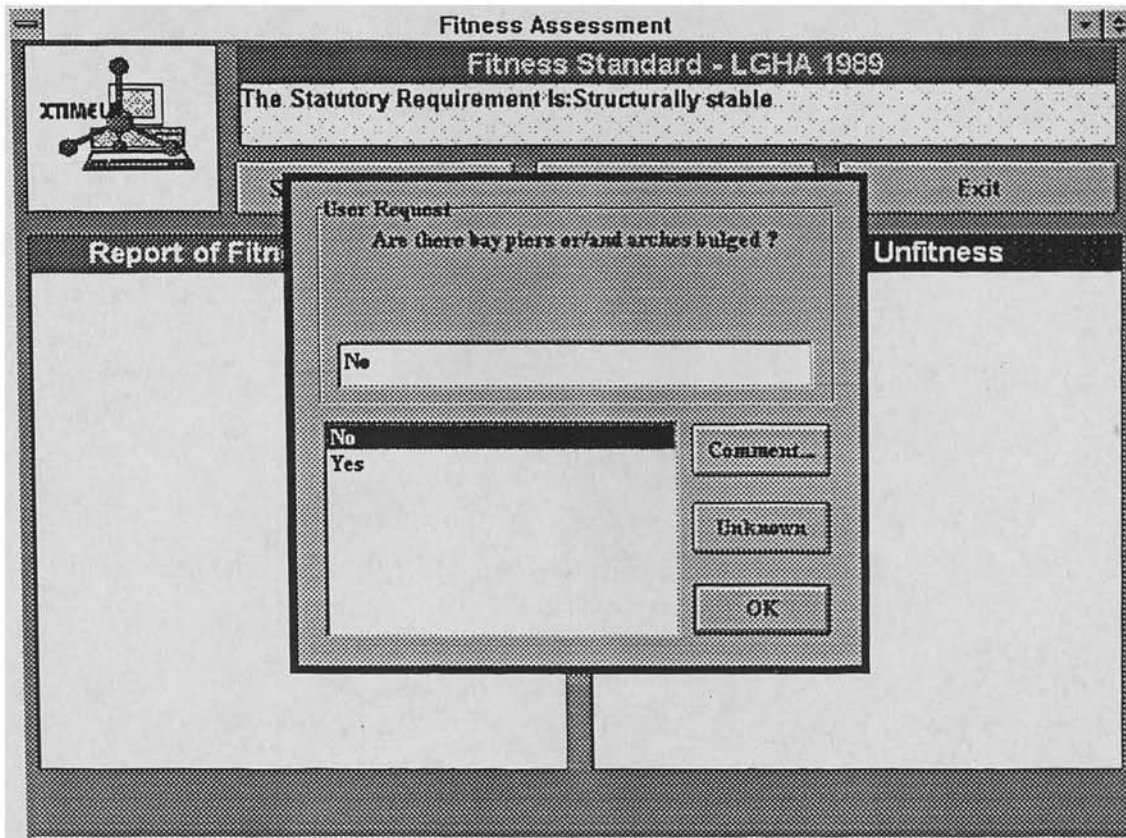 Fitness Assessment
XTIMEU
Fitness Standard - LGHA 1989
The Statutory Requirement Is:Structurally stable
Exit
Report of
Unfitness
User Request
Are there bay piers or/and arches bulged ?
No
No
Yes
Comment...
Unknown
OK